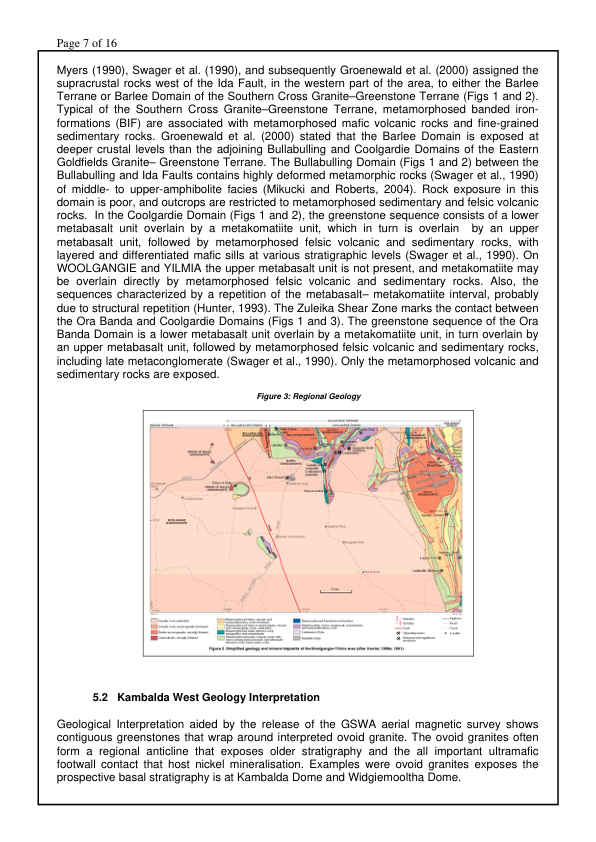 Page 7 of 16
Myers (1990), Swager et al. (1990), and subsequently Groenewald et al. (2000) assigned the
supracrustal rocks west of the Ida Fault, in the western part of the area, to either the Barlee
Terrane or Barlee Domain of the Southern Cross Granite–Greenstone Terrane (Figs 1 and 2).
Typical of the Southern Cross Granite–Greenstone Terrane, metamorphosed banded iron-
formations (BIF) are associated with metamorphosed mafic volcanic rocks and fine-grained
sedimentary rocks. Groenewald et al. (2000) stated that the Barlee Domain is exposed at
deeper crustal levels than the adjoining Bullabulling and Coolgardie Domains of the Eastern
Goldfields Granite– Greenstone Terrane. The Bullabulling Domain (Figs 1 and 2) between the
Bullabulling and Ida Faults contains highly deformed metamorphic rocks (Swager et al., 1990)
of middle- to upper-amphibolite facies (Mikucki and Roberts, 2004). Rock exposure in this
domain is poor, and outcrops are restricted to metamorphosed sedimentary and felsic volcanic
rocks. In the Coolgardie Domain (Figs 1 and 2), the greenstone sequence consists of a lower
metabasalt unit overlain by a metakomatiite unit, which in turn is overlain by an upper
metabasalt unit, followed by metamorphosed felsic volcanic and sedimentary rocks, with
layered and differentiated mafic sills at various stratigraphic levels (Swager et al., 1990). On
WOOLGANGIE and YILMIA the upper metabasalt unit is not present, and metakomatiite may
be overlain directly by metamorphosed felsic volcanic and sedimentary rocks. Also, the
sequences characterized by a repetition of the metabasalt– metakomatiite interval, probably
due to structural repetition (Hunter, 1993). The Zuleika Shear Zone marks the contact between
the Ora Banda and Coolgardie Domains (Figs 1 and 3). The greenstone sequence of the Ora
Banda Domain is a lower metabasalt unit overlain by a metakomatiite unit, in turn overlain by
an upper metabasalt unit, followed by metamorphosed felsic volcanic and sedimentary rocks,
including late metaconglomerate (Swager et al., 1990). Only the metamorphosed volcanic and
sedimentary rocks are exposed.
Figure 3: Regional Geology
Figure 2. Simplified geology and mineral deposits of the Woolgangie–Yilmia area (after Hunter, 1988a, 1991)
5.2 Kambalda West Geology Interpretation
Geological Interpretation aided by the release of the GSWA aerial magnetic survey shows
contiguous greenstones that wrap around interpreted ovoid granite. The ovoid granites often
form a regional anticline that exposes older stratigraphy and the all important ultramafic
footwall contact that host nickel mineralisation. Examples were ovoid granites exposes the
prospective basal stratigraphy is at Kambalda Dome and Widgiemooltha Dome.